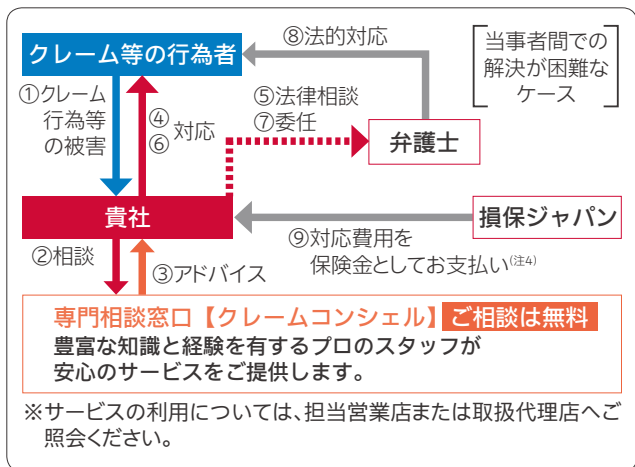 ⑧法的対応
当事者間での
解決が困難な
ケース
クレーム等の行為者
①クレーム
行為等
の被害
④
⑥
対応
⑤法律相談
⑦委任
弁護士
貴社
損保ジャパン
②相談
③アドバイス
⑨対応費用を
保険金としてお支払い(注4)
専門相談窓口【クレームコンシェル】 ご相談は無料
豊富な知識と経験を有するプロのスタッフが
安心のサービスをご提供します。
※サービスの利用については、担当営業店または取扱代理店へご
照会ください。